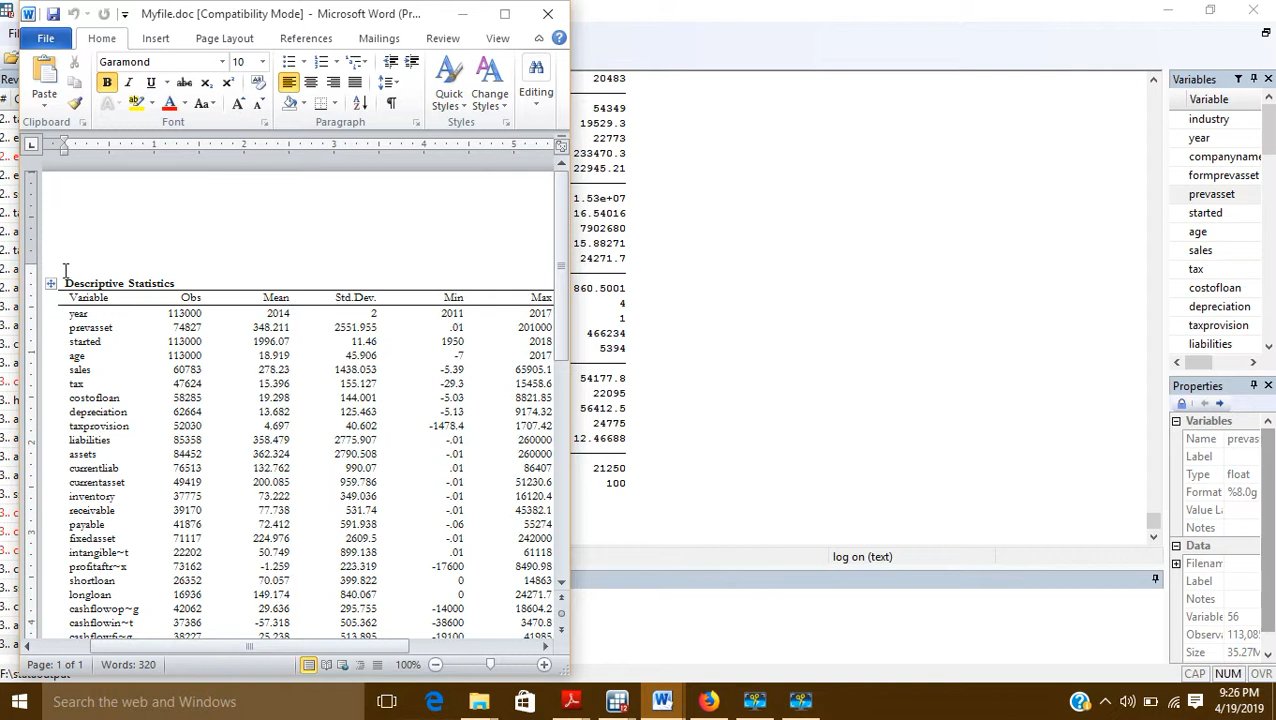 Myfile.doc [Compatibility Mode] - Microsoft Word (Pr...
File Home Insert Page Layout References Mailings Review View
Garamond 10
Paste
Quick Styles
Change Styles
Editing
Clipboard Font Paragraph Styles
1 2 3 4 5
Descriptive Statistics
Variable Obs Mean Std.Dev. Min Max
year 113000 2014 2 2011 2017
prevasset 74827 348.211 2551.955 .01 201000
started 113000 1996.07 11.46 1950 2018
age 113000 18.919 45.906 -7 2017
sales 60783 278.23 1438.053 -5.39 65905.1
tax 47624 15.396 155.127 -29.3 15458.6
costofloan 58285 19.298 144.001 -5.03 8821.85
depreciation 62664 13.682 125.463 -5.13 9174.32
taxprovision 52030 4.697 40.602 -1478.4 1707.42
liabilities 85358 358.479 2775.907 -.01 260000
assets 84452 362.324 2790.508 -.01 260000
currentliab 76513 132.762 990.07 .01 86407
currentasset 49419 200.085 959.786 -.01 51230.6
inventory 37775 73.222 349.036 -.01 16120.4
receivable 39170 77.738 531.74 -.01 45382.1
payable 41876 72.412 591.938 -.06 55274
fixedasset 71117 224.976 2609.5 -.01 242000
intangible~t 22202 50.749 899.138 .01 61118
profitaftr~x 73162 -1.259 223.319 -17600 8490.98
shortloan 26352 70.057 399.822 0 14863
longloan 16936 149.174 840.067 0 24271.7
cashflowop~g 42062 29.636 295.755 -14000 18604.2
cashflowin~t 37386 -57.318 505.362 -38600 3470.8
cashflowfi~g 38227 25.238 513.895 -19100 41985
Page: 1 of 1 Words: 320 100%
20483
54349
19529.3
22773
233470.3
22945.21
1.53e+07
16.54016
7902680
15.88271
24271.7
860.5001
4
1
466234
5394
54177.8
22095
56412.5
24775
12.46688
21250
100
log on (text)
Variables
Variable
industry
year
companyname
formprevasset
prevasset
started
age
sales
tax
costofloan
depreciation
taxprovision
liabilities
Properties
Variables
Name prevas
Label
Type float
Format %8.0g
Value La
Notes
Data
Filenam
Label
Notes
Variable 56
Observa 113,08
Size 35.27M
CAP NUM OVR
F:\stataoutput
Search the web and Windows
9:26 PM
4/19/2019